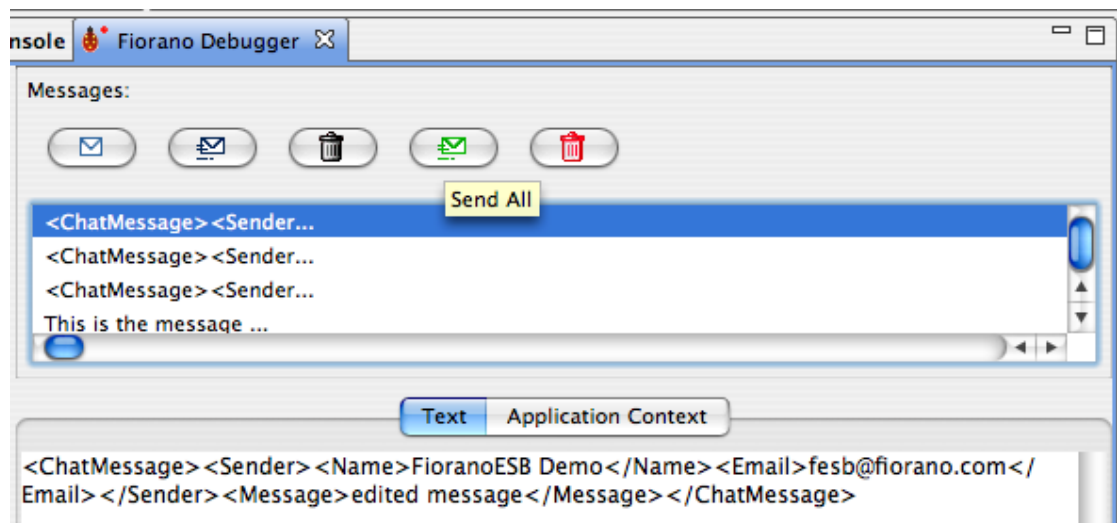 nsole Fiorano Debugger
Messages:
Send All
<ChatMessage><Sender...
<ChatMessage><Sender...
<ChatMessage><Sender...
This is the message ...
Text Application Context
<ChatMessage><Sender><Name>FioranoESB Demo</Name><Email>fesb@fiorano.com</
Email></Sender><Message>edited message</Message></ChatMessage>